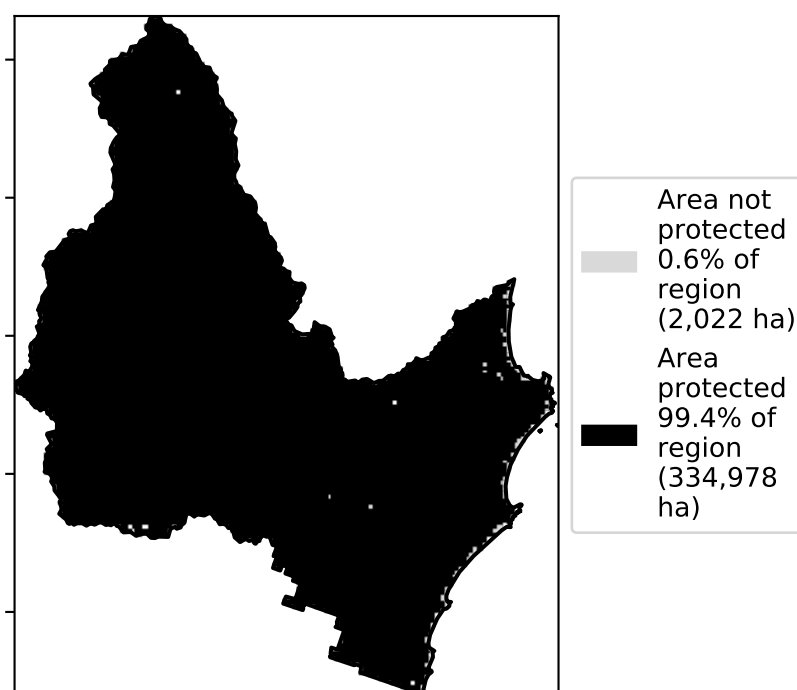 Area not
protected
0.6% of
region
(2,022 ha)
Area
protected
99.4% of
region
(334,978
ha)